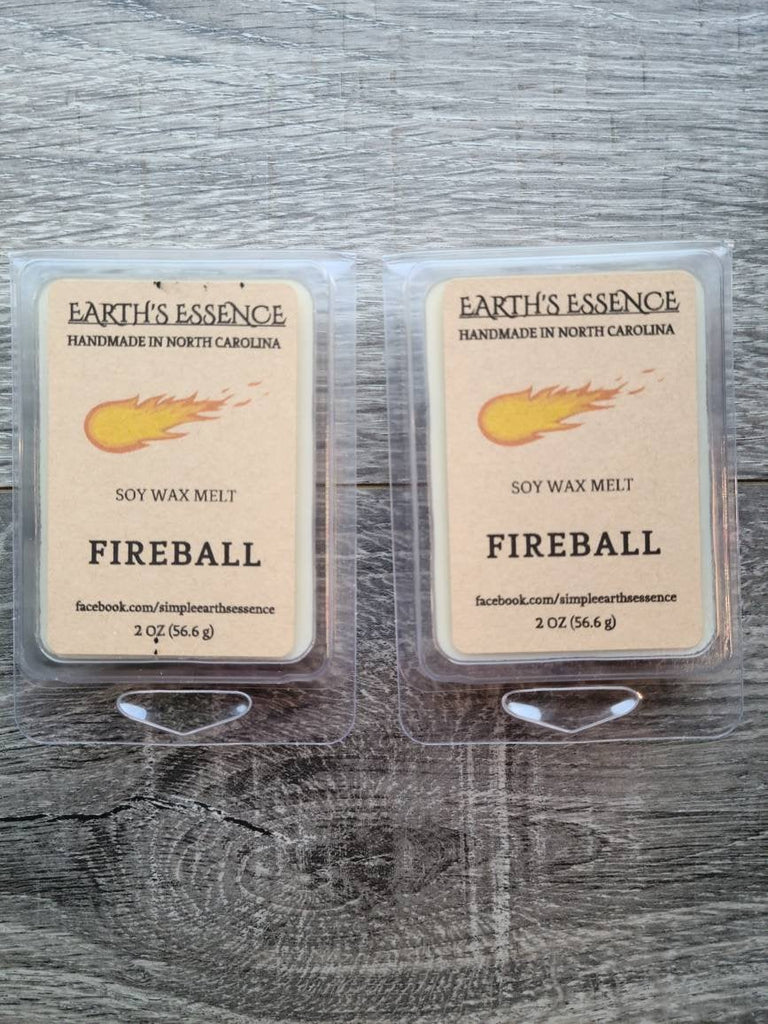 EARTH'S ESSENCE
HANDMADE IN NORTH CAROLINA
SOY WAX MELT
FIREBALL
facebook.com/simpleearthsessence
2 OZ (56.6 g)
EARTH'S ESSENCE
HANDMADE IN NORTH CAROLINA
SOY WAX MELT
FIREBALL
facebook.com/simpleearthsessence
2 OZ (56.6 g)